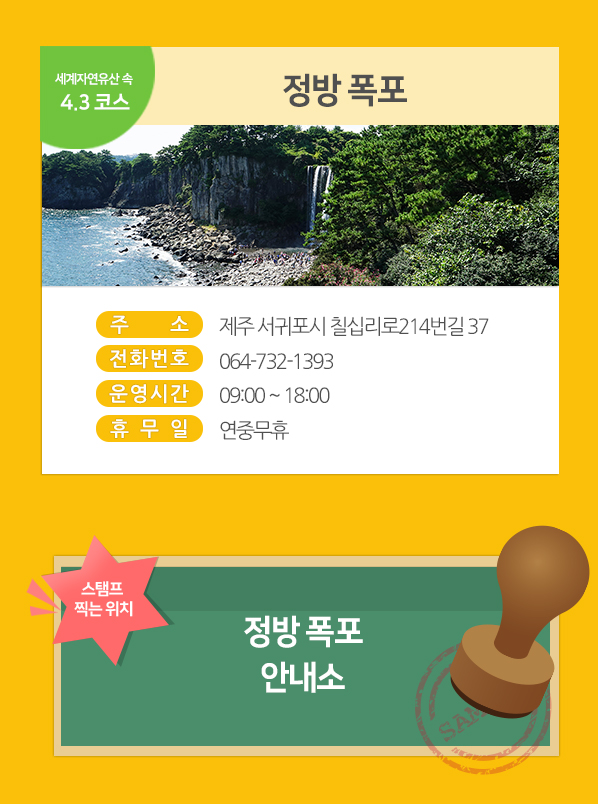 세계자연유산 속
4.3 코스
정방 폭포
주 소 제주 서귀포시 칠십리로214번길 37
전화번호 064-732-1393
운영시간 09:00 ~ 18:00
휴 무 일 연중무휴
스탬프
찍는 위치
정방 폭포
안내소